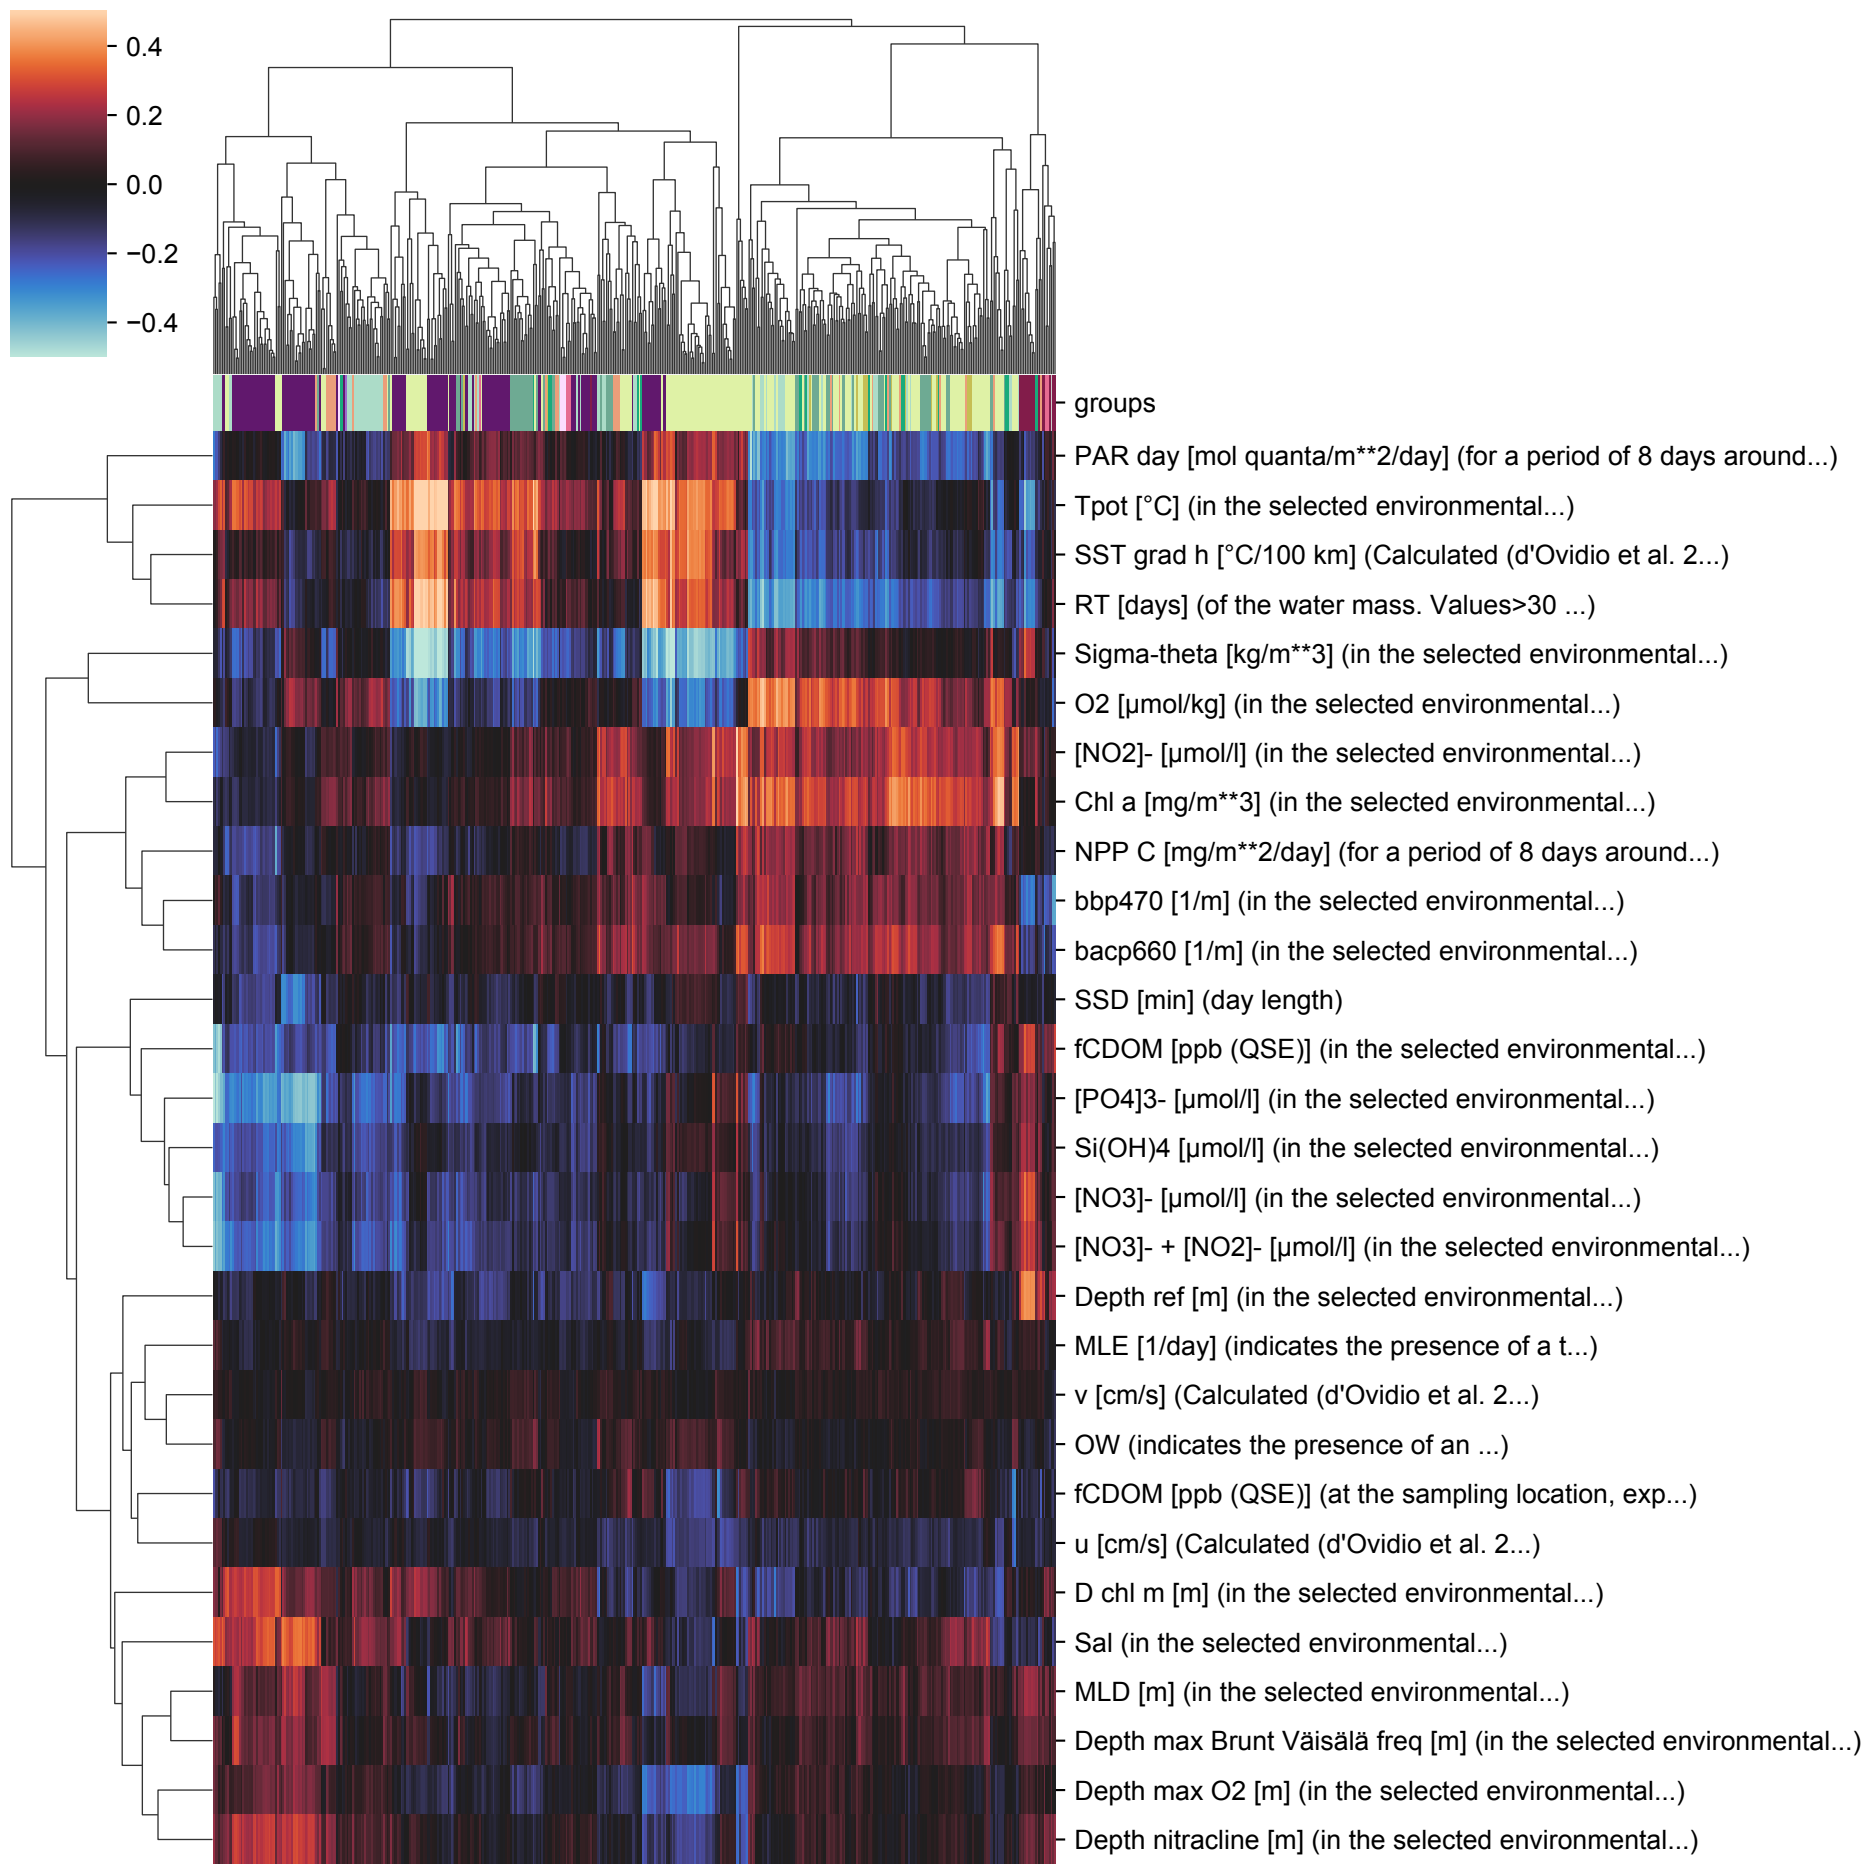 0.4
0.2
0.0
−0.2
−0.4
groups
PAR day [mol quanta/m**2/day] (for a period of 8 days around...)
Tpot [°C] (in the selected environmental...)
SST grad h [°C/100 km] (Calculated (d'Ovidio et al. 2...)
RT [days] (of the water mass. Values>30 ...)
Sigma-theta [kg/m**3] (in the selected environmental...)
O2 [µmol/kg] (in the selected environmental...)
[NO2]- [µmol/l] (in the selected environmental...)
Chl a [mg/m**3] (in the selected environmental...)
NPP C [mg/m**2/day] (for a period of 8 days around...)
bbp470 [1/m] (in the selected environmental...)
bacp660 [1/m] (in the selected environmental...)
SSD [min] (day length)
fCDOM [ppb (QSE)] (in the selected environmental...)
[PO4]3- [µmol/l] (in the selected environmental...)
Si(OH)4 [µmol/l] (in the selected environmental...)
[NO3]- [µmol/l] (in the selected environmental...)
[NO3]- + [NO2]- [µmol/l] (in the selected environmental...)
Depth ref [m] (in the selected environmental...)
MLE [1/day] (indicates the presence of a t...)
v [cm/s] (Calculated (d'Ovidio et al. 2...)
OW (indicates the presence of an ...)
fCDOM [ppb (QSE)] (at the sampling location, exp...)
u [cm/s] (Calculated (d'Ovidio et al. 2...)
D chl m [m] (in the selected environmental...)
Sal (in the selected environmental...)
MLD [m] (in the selected environmental...)
Depth max Brunt Väisälä freq [m] (in the selected environmental...)
Depth max O2 [m] (in the selected environmental...)
Depth nitracline [m] (in the selected environmental...)